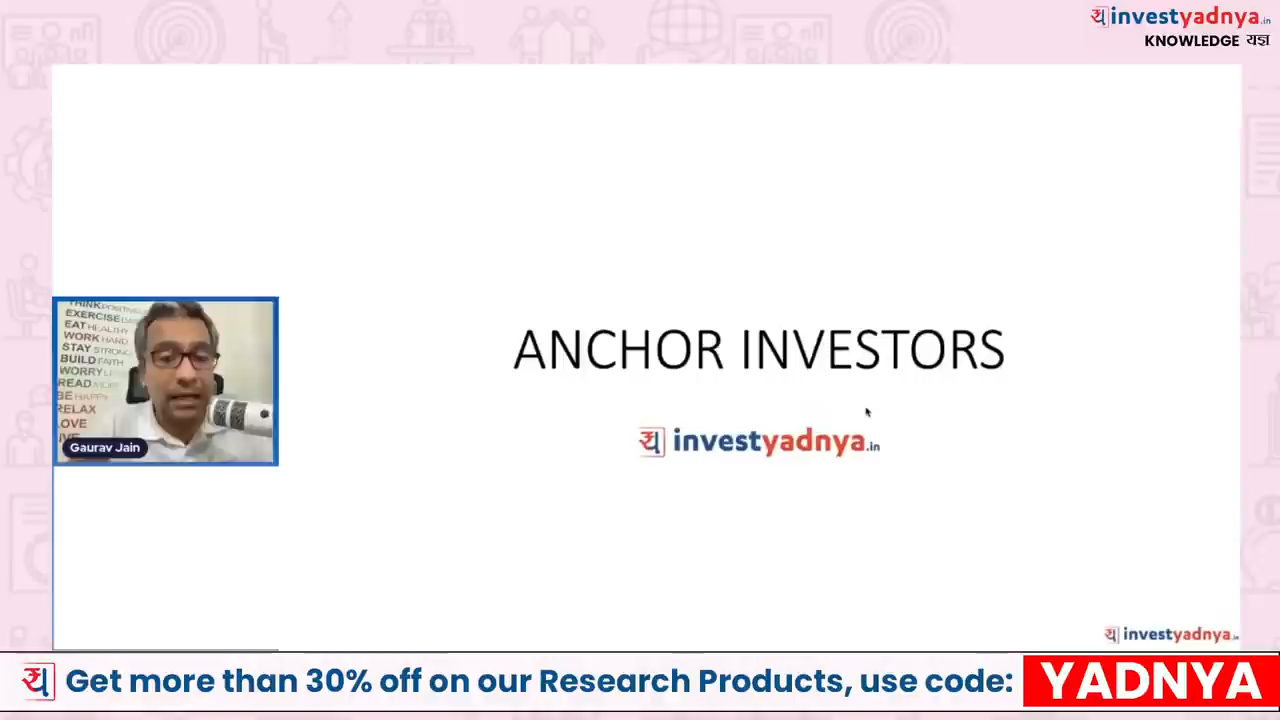 investyadnya.in
KNOWLEDGE यज्ञ
THINK POSITIVE
EXERCISE
EAT HEALTHY
WORK HARD
STAY STRONG
BUILD FAITH
WORRY
READ
BE HAPPY
RELAX
LOVE
Gaurav Jain
ANCHOR INVESTORS
investyadnya.in
investyadnya.in
Get more than 30% off on our Research Products, use code: YADNYA